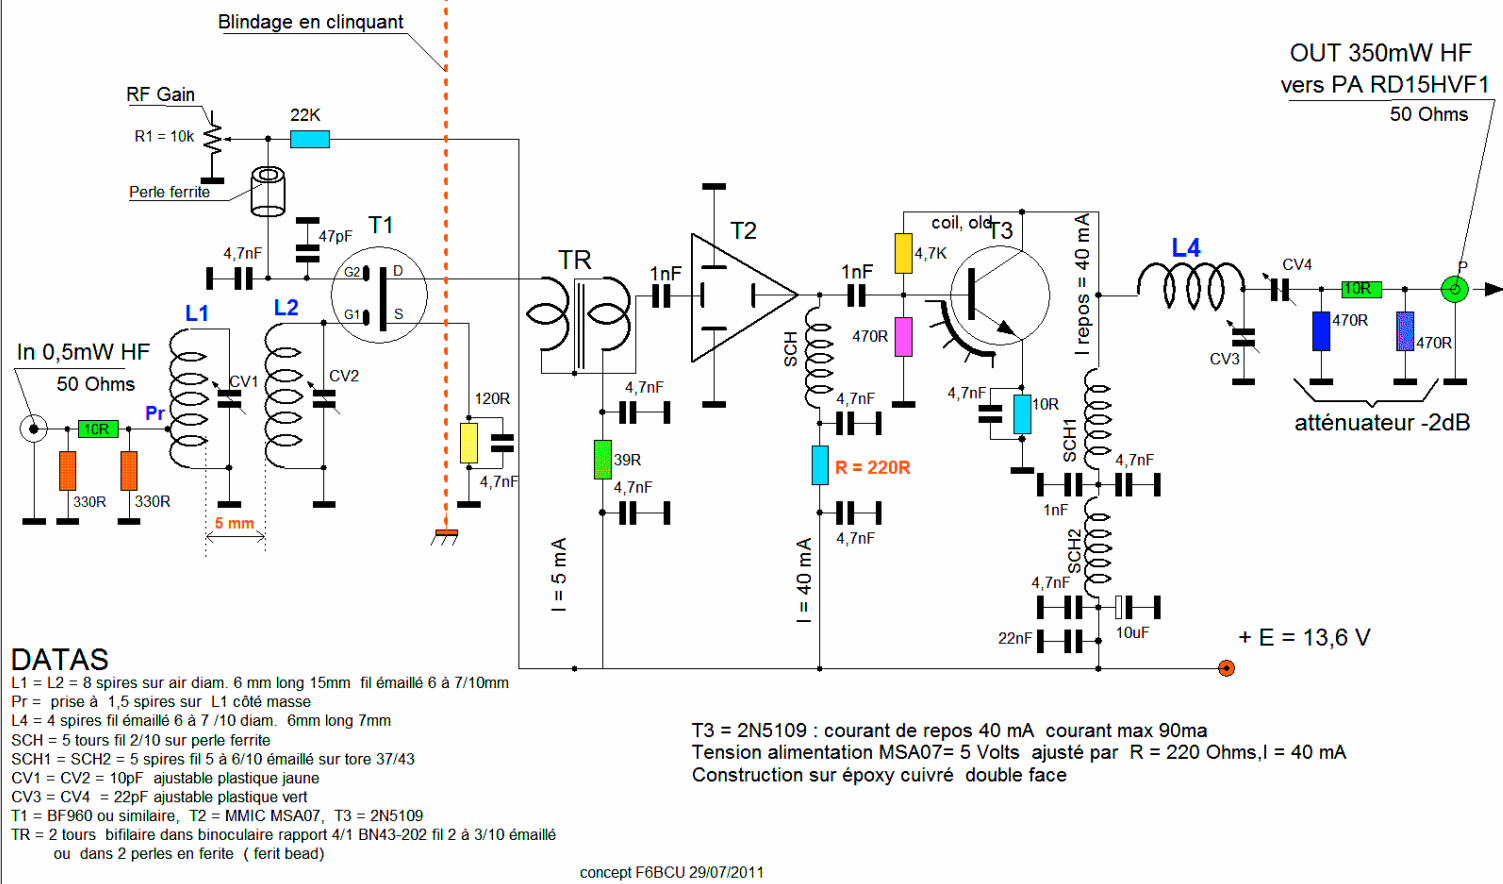 Blindage en clinquant
OUT 350mW HF
vers PA RD15HVF1
50 Ohms
RF Gain
22K
R1 = 10k
Perle ferrite
T1
47pF
4,7nF
G2
D
G1
S
L1
L2
In 0,5mW HF
50 Ohms
CV1
CV2
Pr
10R
330R
330R
5 mm
120R
4,7nF
TR
1nF
T2
1nF
coil, old
T3
4,7K
470R
I repos = 40 mA
L4
CV4
P
10R
470R
470R
CV3
atténuateur -2dB
SCH
4,7nF
39R
4,7nF
I = 5 mA
4,7nF
R = 220R
4,7nF
I = 40 mA
4,7nF
10R
SCH1
4,7nF
1nF
SCH2
4,7nF
10uF
22nF
+ E = 13,6 V
DATAS
L1 = L2 = 8 spires sur air diam. 6 mm long 15mm fil émaillé 6 à 7/10mm
Pr = prise à 1,5 spires sur L1 côté masse
L4 = 4 spires fil émaillé 6 à 7 /10 diam. 6mm long 7mm
SCH = 5 tours fil 2/10 sur perle ferrite
SCH1 = SCH2 = 5 spires fil 5 à 6/10 émaillé sur tore 37/43
CV1 = CV2 = 10pF ajustable plastique jaune
CV3 = CV4 = 22pF ajustable plastique vert
T1 = BF960 ou similaire, T2 = MMIC MSA07, T3 = 2N5109
TR = 2 tours bifilaire dans binoculaire rapport 4/1 BN43-202 fil 2 à 3/10 émaillé
ou dans 2 perles en ferite ( ferit bead)
T3 = 2N5109 : courant de repos 40 mA courant max 90ma
Tension alimentation MSA07= 5 Volts ajusté par R = 220 Ohms,I = 40 mA
Construction sur époxy cuivré double face
concept F6BCU 29/07/2011